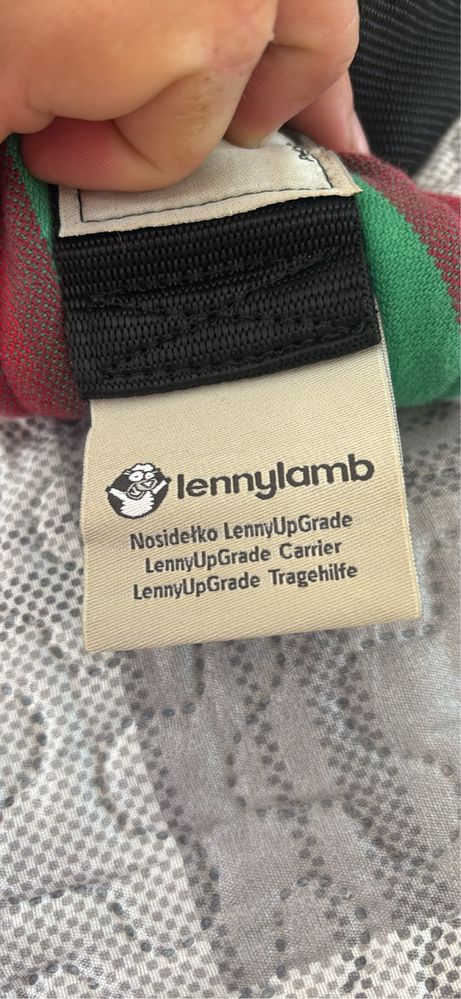 lennylamb
Nosidełko LennyUpGrade
LennyUpGrade Carrier
LennyUpGrade Tragehilfe